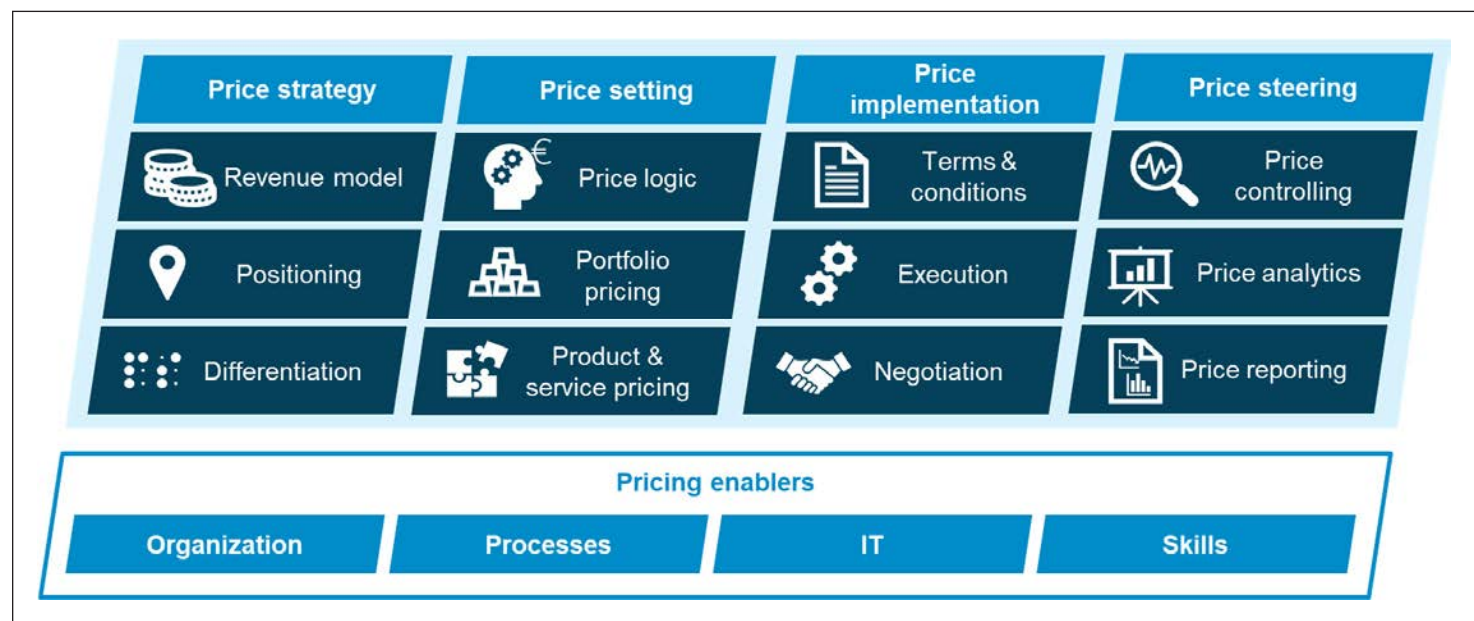 Price strategy
Price setting
Price
implementation
Price steering
Revenue model
€
Price logic
Terms &
conditions
Price
controlling
Positioning
Portfolio
pricing
Execution
Price analytics
Differentiation
Product &
service pricing
Negotiation
Price reporting
Pricing enablers
Organization
Processes
IT
Skills